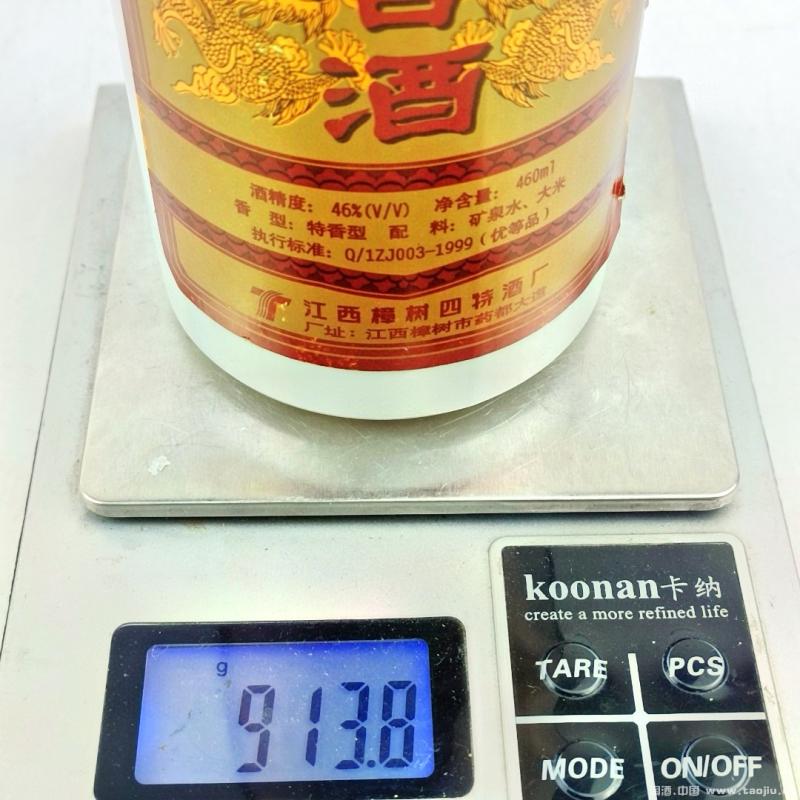 酒
酒精度: 46%(V/V) 净含量: 460ml
香 型: 特香型 配 料: 矿泉水、大米
执行标准: Q/1ZJ003-1999(优等品)
江西樟树四特酒厂
厂址: 江西樟树市药都大道
koonan卡纳
create a more refined life
TARE PCS
g
913.8
MODE ON/OFF
酒.中国 www.taojiu